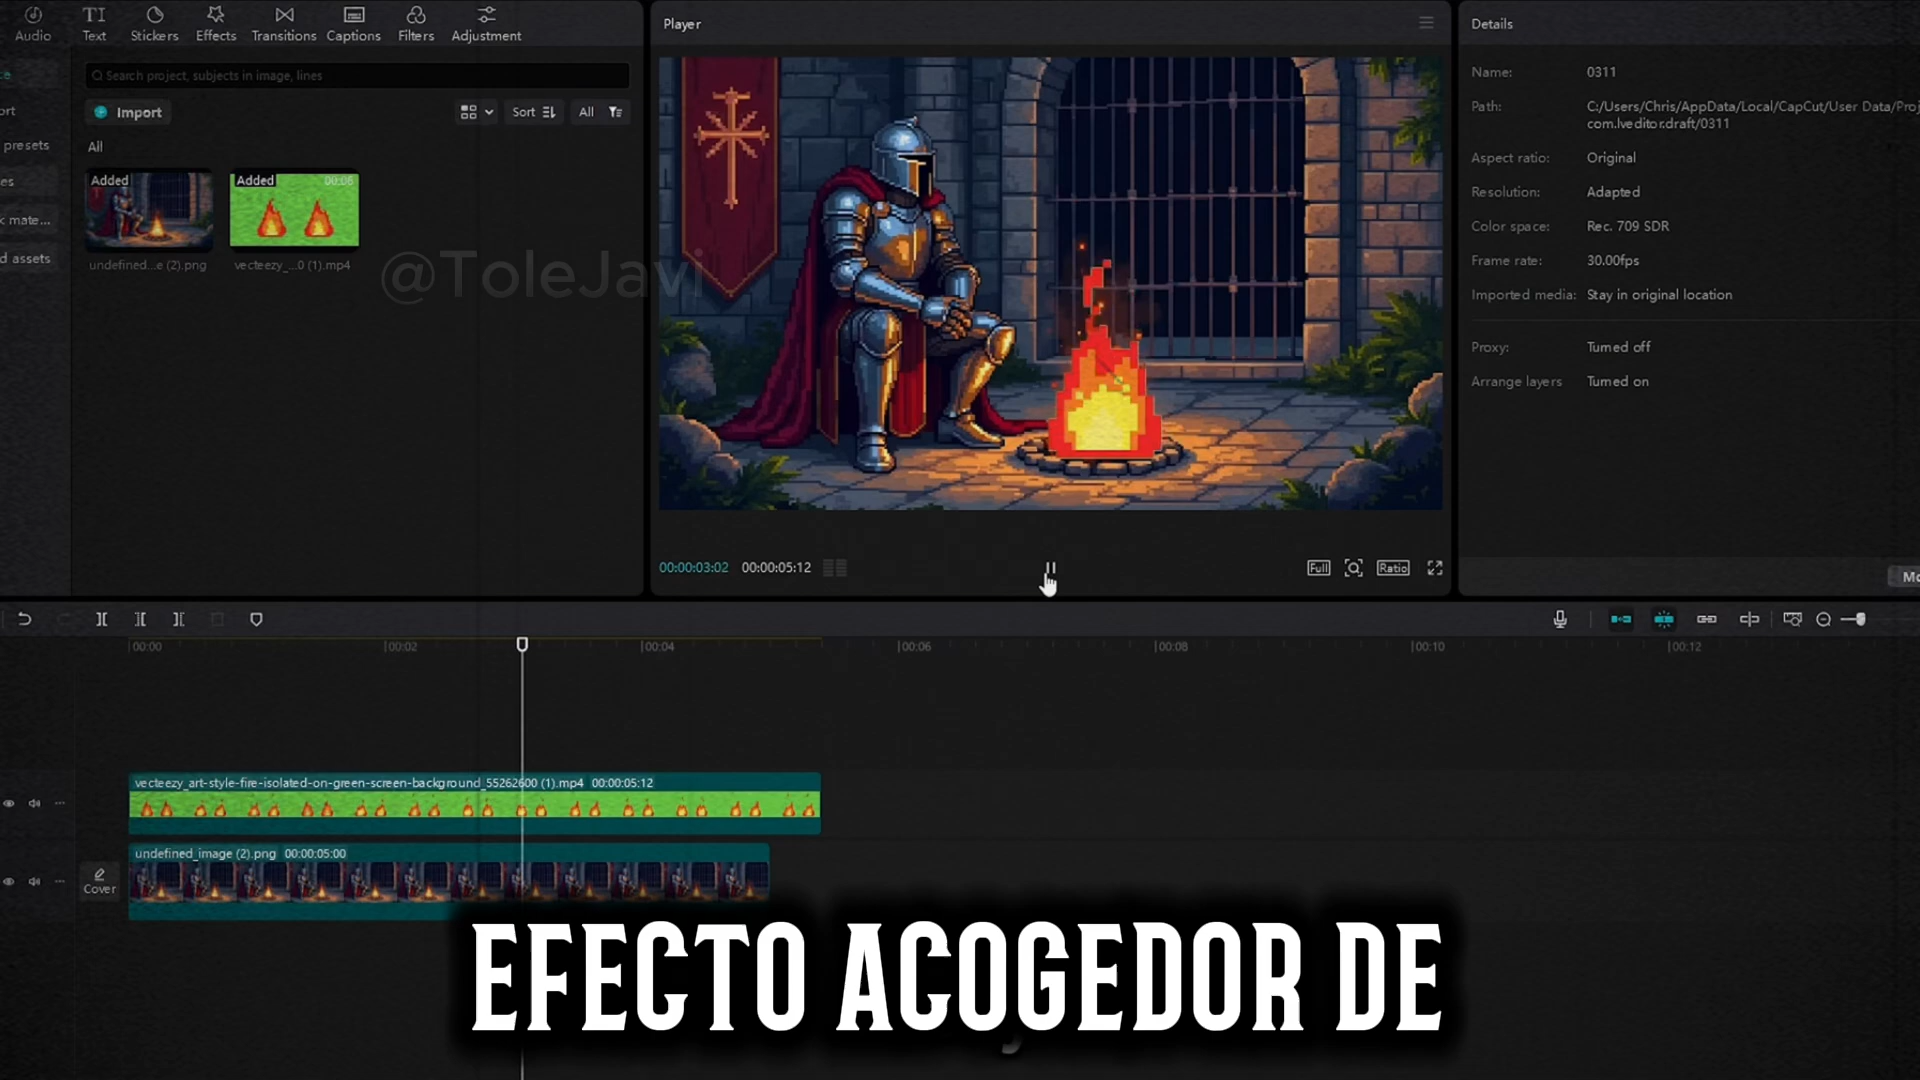 Audio
Text
Stickers
Effects
Transitions
Captions
Filters
Adjustment
Search project, subjects in image, lines
Import
Sort
All
presets
mate...
d assets
All
Added
Added
00:06
undefined...e (2).png
vecteezy_...0 (1).mp4
@ToleJavi
Player
00:00:03:02 00:00:05:12
Full
Ratio
Details
Name: 0311
Path: C:/Users/Chris/AppData/Local/CapCut/User Data/Proj
com.lveditor.draft/0311
Aspect ratio: Original
Resolution: Adapted
Color space: Rec. 709 SDR
Frame rate: 30.00fps
Imported media: Stay in original location
Proxy: Turned off
Arrange layers Turned on
Mo
00:00
00:02
00:04
00:06
00:08
00:10
00:12
vecteezy_art-style-fire-isolated-on-green-screen-background_55262600 (1).mp4 00:00:05:12
undefined_image (2).png 00:00:05:00
Cover
EFECTO ACOGEDOR DE